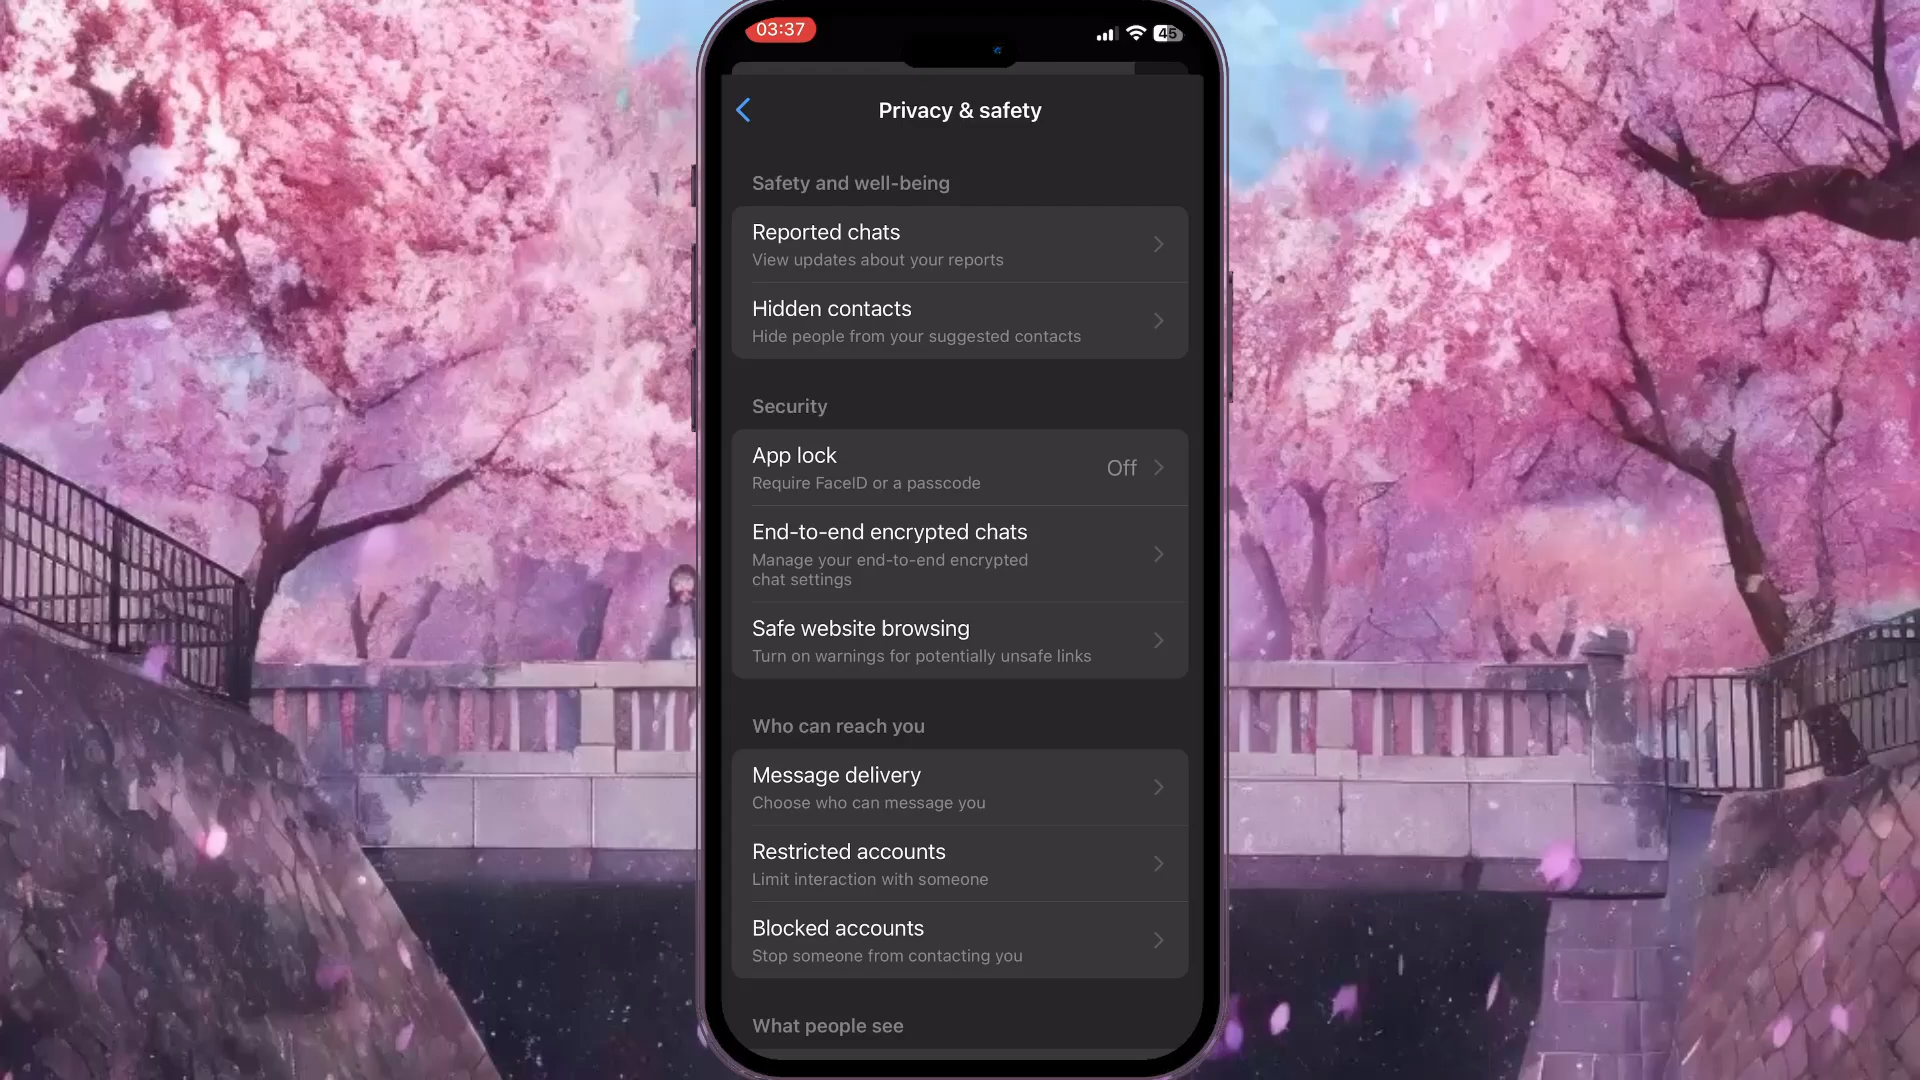 03:37
45
Privacy & safety
Safety and well-being
Reported chats
View updates about your reports
Hidden contacts
Hide people from your suggested contacts
Security
App lock
Off
Require FaceID or a passcode
End-to-end encrypted chats
Manage your end-to-end encrypted
chat settings
Safe website browsing
Turn on warnings for potentially unsafe links
Who can reach you
Message delivery
Choose who can message you
Restricted accounts
Limit interaction with someone
Blocked accounts
Stop someone from contacting you
What people see